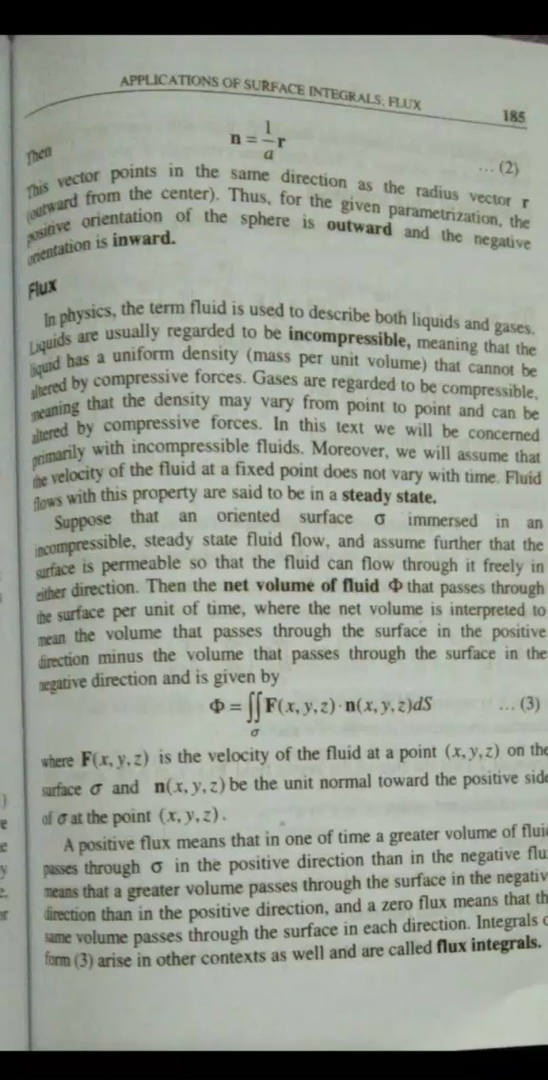 APPLICATIONS OF SURFACE INTEGRALS; FLUX 185
Then n = 1/a r ... (2)
This vector points in the same direction as the radius vector r
(outward from the center). Thus, for the given parametrization, the
positive orientation of the sphere is outward and the negative
orientation is inward.
Flux
In physics, the term fluid is used to describe both liquids and gases.
Liquids are usually regarded to be incompressible, meaning that the
liquid has a uniform density (mass per unit volume) that cannot be
altered by compressive forces. Gases are regarded to be compressible,
meaning that the density may vary from point to point and can be
altered by compressive forces. In this text we will be concerned
primarily with incompressible fluids. Moreover, we will assume that
the velocity of the fluid at a fixed point does not vary with time. Fluid
flows with this property are said to be in a steady state.
Suppose that an oriented surface σ immersed in an
incompressible, steady state fluid flow, and assume further that the
surface is permeable so that the fluid can flow through it freely in
either direction. Then the net volume of fluid Φ that passes through
the surface per unit of time, where the net volume is interpreted to
mean the volume that passes through the surface in the positive
direction minus the volume that passes through the surface in the
negative direction and is given by
Φ = ∬σ F(x, y, z) · n(x, y, z)dS ... (3)
where F(x, y, z) is the velocity of the fluid at a point (x, y, z) on the
surface σ and n(x, y, z) be the unit normal toward the positive side
of σ at the point (x, y, z).
A positive flux means that in one of time a greater volume of fluid
passes through σ in the positive direction than in the negative flu
means that a greater volume passes through the surface in the negativ
direction than in the positive direction, and a zero flux means that th
same volume passes through the surface in each direction. Integrals o
form (3) arise in other contexts as well and are called flux integrals.